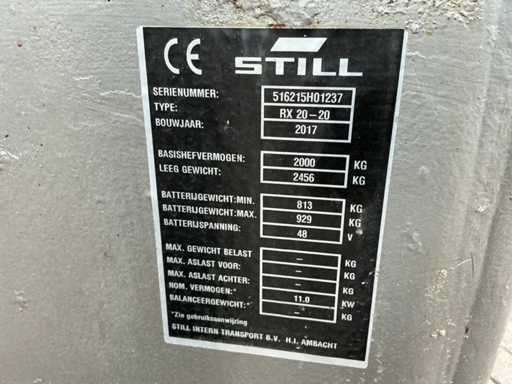 CE STILL
SERIENUMMER: 516215H01237
TYPE: RX 20-20
BOUWJAAR: 2017
BASISHEFVERMOGEN: 2000 KG
LEEG GEWICHT: 2456 KG
BATTERIJGEWICHT:MIN. 813 KG
BATTERIJGEWICHT:MAX. 929 KG
BATTERIJSPANNING: 48 V
MAX. GEWICHT BELAST - KG
MAX. ASLAST VOOR: - KG
MAX. ASLAST ACHTER: - KG
NOM. VERMOGEN:* 11.0 KW
BALANCEERGEWICHT: - KG
*Zie gebruiksaanwijzing
STILL INTERN TRANSPORT B.V. H.I. AMBACHT